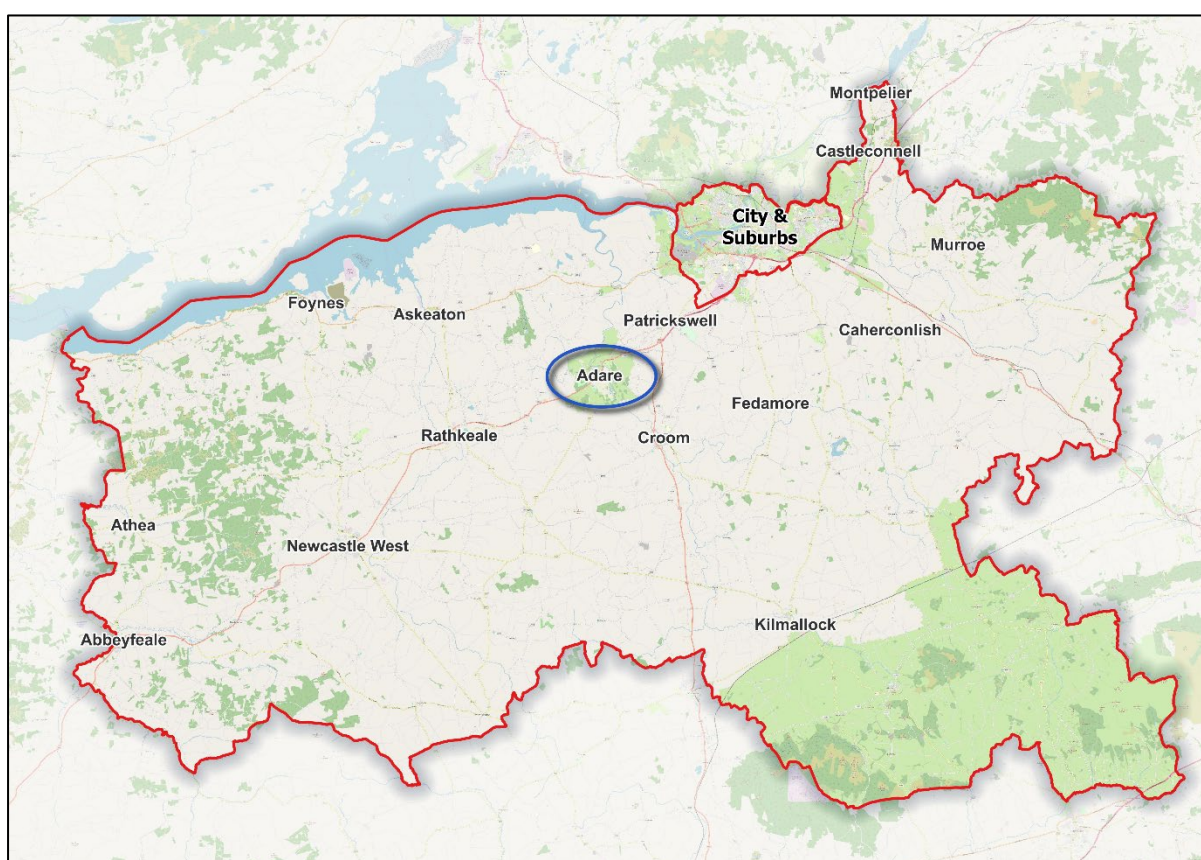 Montpelier
Castleconnell
City &
Suburbs
Murroe
Foynes
Askeaton
Patrickswell
Caherconlish
Adare
Fedamore
Rathkeale
Croom
Athea
Newcastle West
Kilmallock
Abbeyfeale